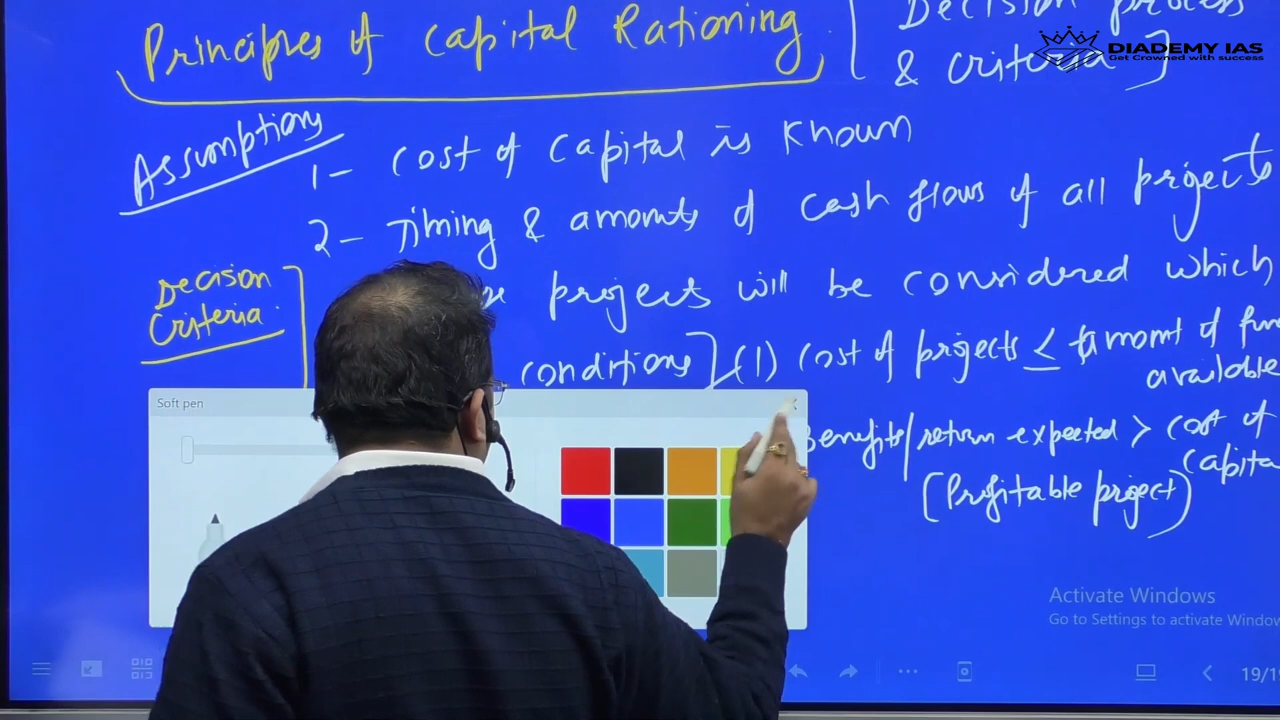 Principles of Capital Rationing
Decision process
& criteria]
DIADEMY IAS
Get Crowned with success
Assumptions
1- Cost of Capital is Known
2- Timing & amounts of cash flows of all projects
Decision
Criteria
projects will be considered which
conditions] (1) Cost of projects ≤ amount of fun
available
Benefits/return expected > cost of
Capita
(Profitable project)
Soft pen
Activate Windows
Go to Settings to activate Window
19/19